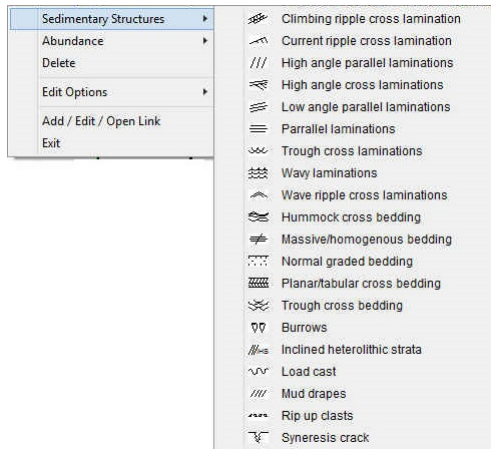 Sedimentary Structures
Abundance
Delete
Edit Options
Add / Edit / Open Link
Exit
Climbing ripple cross lamination
Current ripple cross lamination
High angle parallel laminations
High angle cross laminations
Low angle parallel laminations
Parrallel laminations
Trough cross laminations
Wavy laminations
Wave ripple cross laminations
Hummock cross bedding
Massive/homogenous bedding
Normal graded bedding
Planar/tabular cross bedding
Trough cross bedding
Burrows
Inclined heterolithic strata
Load cast
Mud drapes
Rip up clasts
Syneresis crack